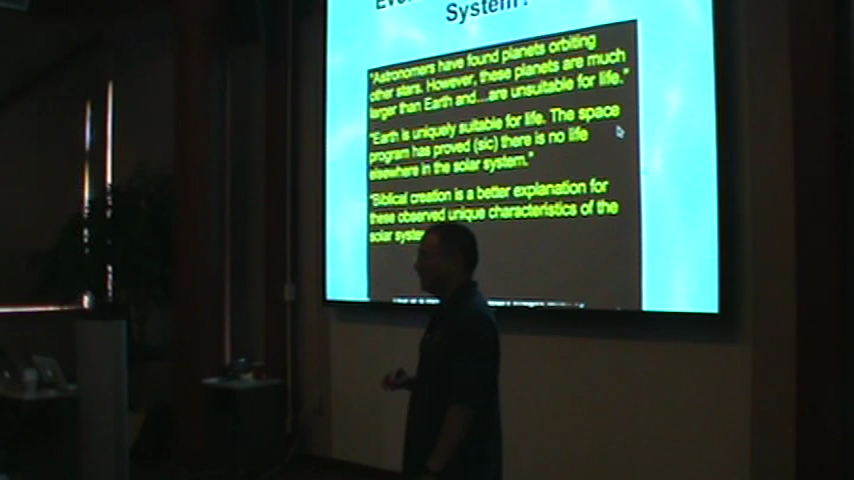 System?
"Astronomers have found planets orbiting
other stars. However, these planets are much
larger than Earth and...are unsuitable for life."
"Earth is uniquely suitable for life. The space
program has proved (sic) there is no life
elsewhere in the solar system."
"Biblical creation is a better explanation for
these observed unique characteristics of the
solar